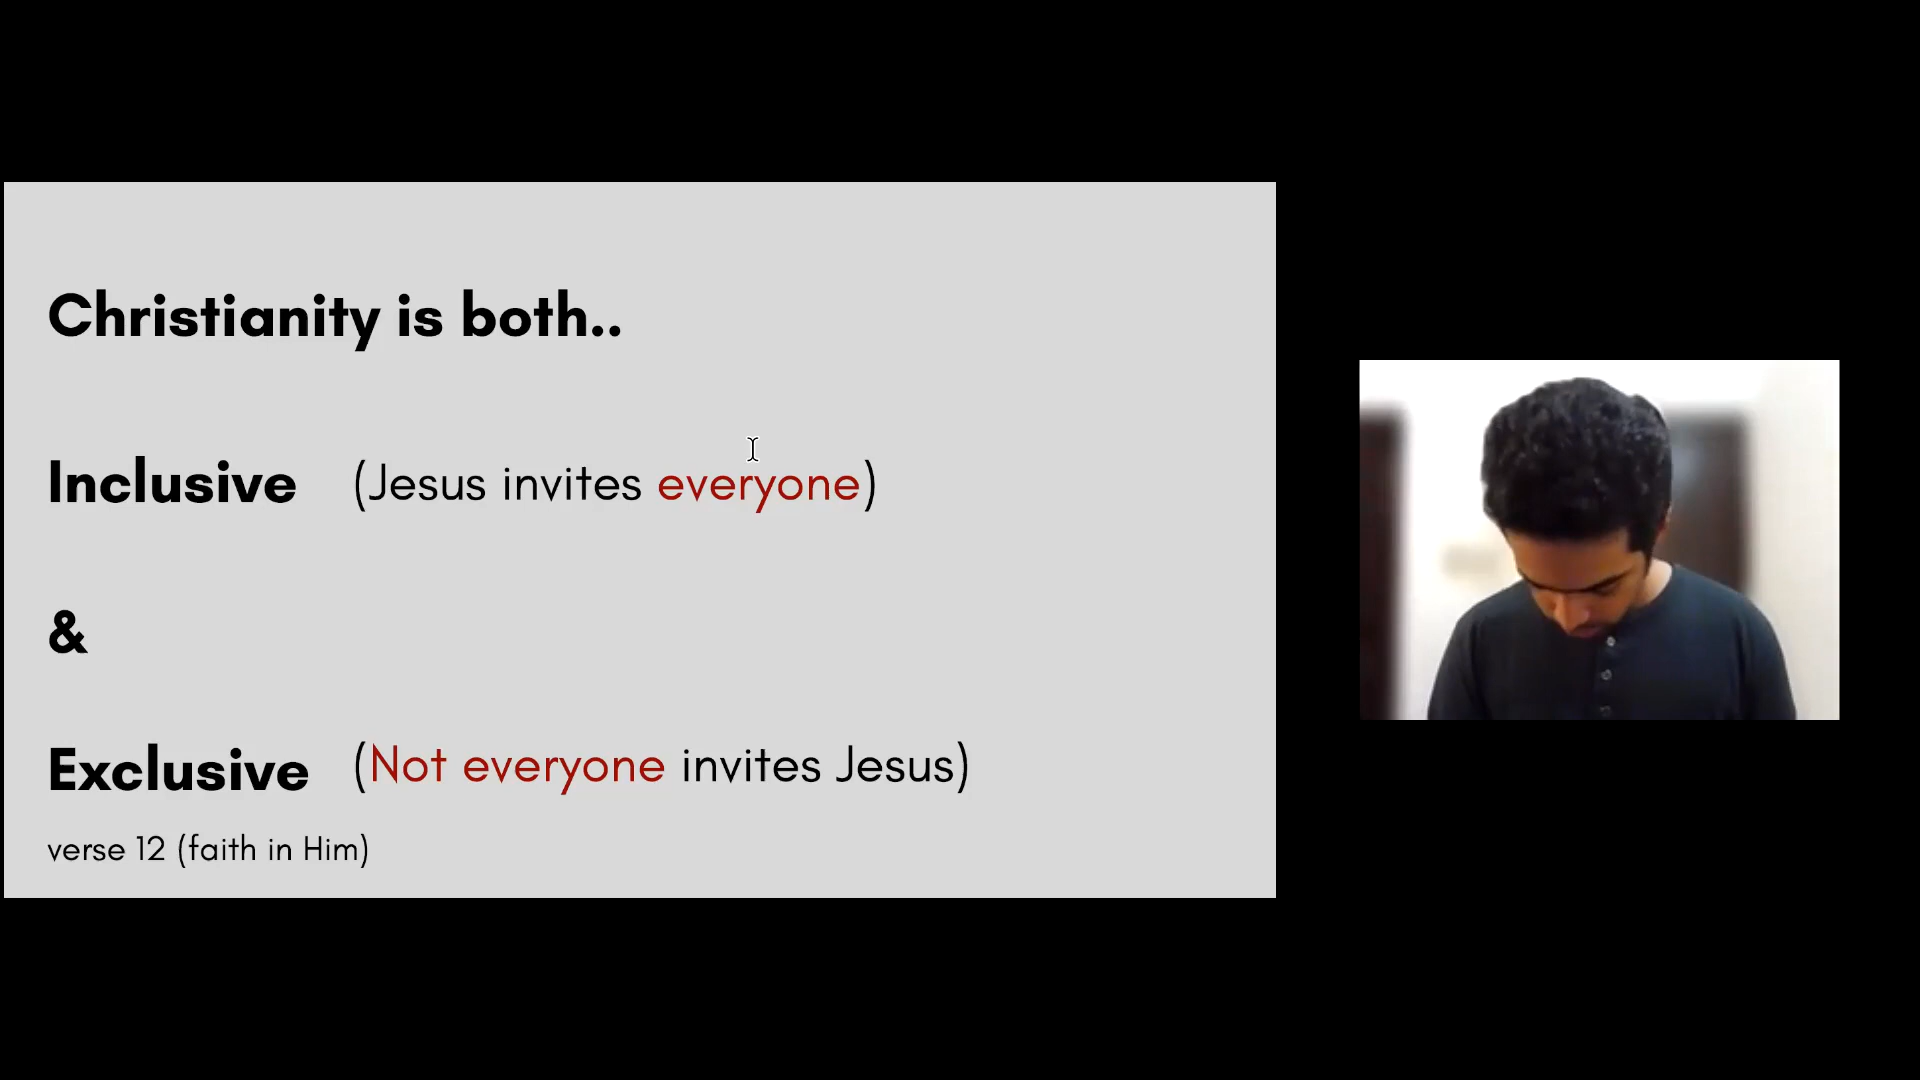 Christianity is both..
Inclusive (Jesus invites everyone)
&
Exclusive (Not everyone invites Jesus)
verse 12 (faith in Him)